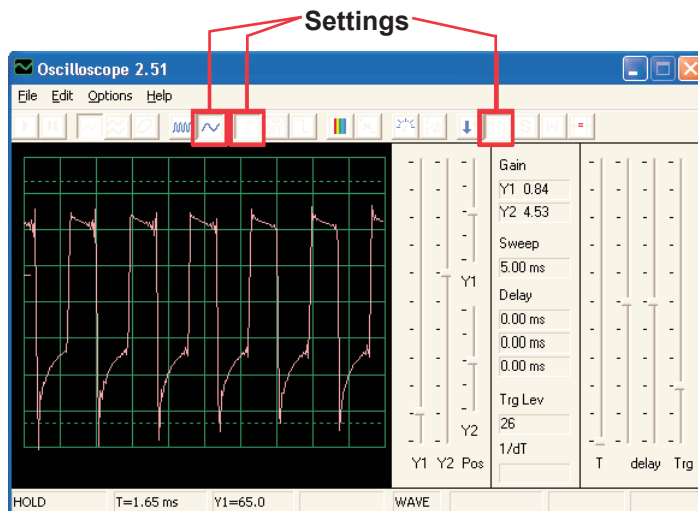 Settings
Oscilloscope 2.51
File Edit Options Help
Gain
Y1 0.84
Y2 4.53
Sweep
5.00 ms
Y1
Delay
0.00 ms
0.00 ms
0.00 ms
Trg Lev
26
Y2
1/dT
Y1 Y2 Pos
T delay Trg
HOLD T=1.65 ms Y1=65.0 WAVE